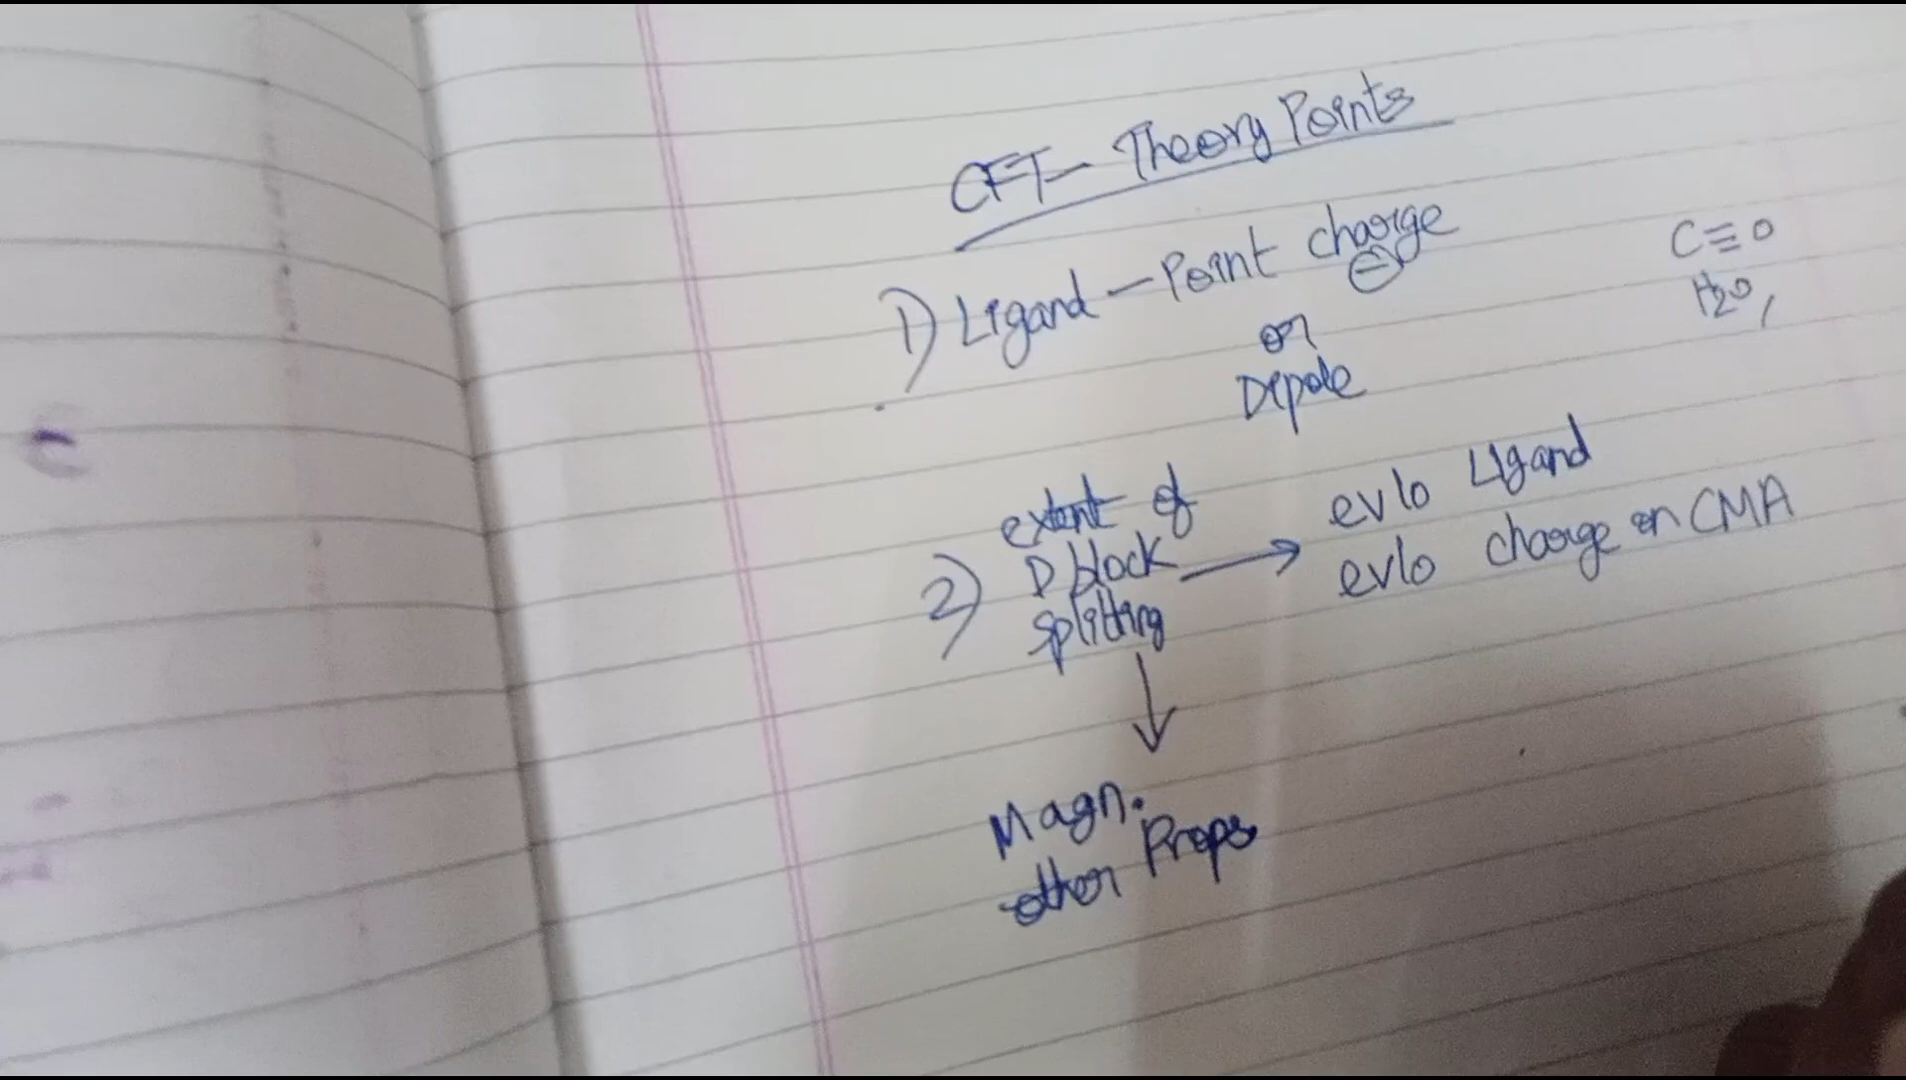 CFT - Theory Points
1) Ligand - Point charge
⊖
or
Dipole
C≡O
H2O,
extent of
2) D block → evlo Ligand
splitting evlo charge on CMA
↓
Magn.
other Props